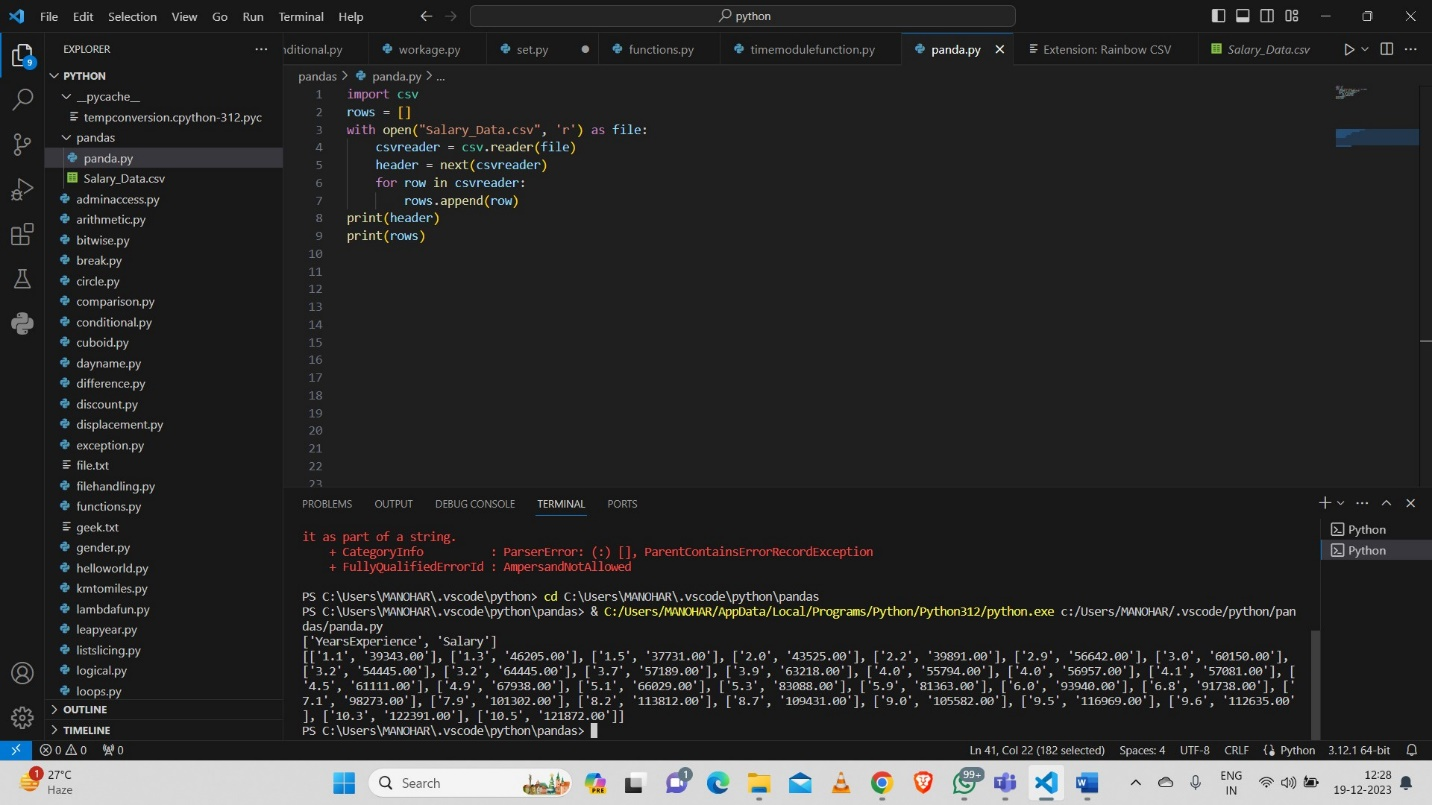 File Edit Selection View Go Run Terminal Help
python
EXPLORER
nditional.py workage.py set.py functions.py timemodulefunction.py panda.py Extension: Rainbow CSV Salary_Data.csv
9
PYTHON
__pycache__
tempconversion.cpython-312.pyc
pandas
panda.py
Salary_Data.csv
adminaccess.py
arithmetic.py
bitwise.py
break.py
circle.py
comparison.py
conditional.py
cuboid.py
dayname.py
difference.py
discount.py
displacement.py
exception.py
file.txt
filehandling.py
functions.py
geek.txt
gender.py
helloworld.py
kmtomiles.py
lambdafun.py
leapyear.py
listslicing.py
logical.py
loops.py
OUTLINE
TIMELINE
pandas > panda.py > ...
1 import csv
2 rows = []
3 with open("Salary_Data.csv", 'r') as file:
4 csvreader = csv.reader(file)
5 header = next(csvreader)
6 for row in csvreader:
7 rows.append(row)
8 print(header)
9 print(rows)
10
11
12
13
14
15
16
17
18
19
20
21
22
23
PROBLEMS OUTPUT DEBUG CONSOLE TERMINAL PORTS
Python
Python
it as part of a string.
+ CategoryInfo : ParserError: (:) [], ParentContainsErrorRecordException
+ FullyQualifiedErrorId : AmpersandNotAllowed
PS C:\Users\MANOHAR\.vscode\python> cd C:\Users\MANOHAR\.vscode\python\pandas
PS C:\Users\MANOHAR\.vscode\python\pandas> & C:/Users/MANOHAR/AppData/Local/Programs/Python/Python312/python.exe c:/Users/MANOHAR/.vscode/python/pan
das/panda.py
['YearsExperience', 'Salary']
[['1.1', '39343.00'], ['1.3', '46205.00'], ['1.5', '37731.00'], ['2.0', '43525.00'], ['2.2', '39891.00'], ['2.9', '56642.00'], ['3.0', '60150.00'],
['3.2', '54445.00'], ['3.2', '64445.00'], ['3.7', '57189.00'], ['3.9', '63218.00'], ['4.0', '55794.00'], ['4.0', '56957.00'], ['4.1', '57081.00'], [
'4.5', '61111.00'], ['4.9', '67938.00'], ['5.1', '66029.00'], ['5.3', '83088.00'], ['5.9', '81363.00'], ['6.0', '93940.00'], ['6.8', '91738.00'], ['
7.1', '98273.00'], ['7.9', '101302.00'], ['8.2', '113812.00'], ['8.7', '109431.00'], ['9.0', '105582.00'], ['9.5', '116969.00'], ['9.6', '112635.00'
], ['10.3', '122391.00'], ['10.5', '121872.00']]
PS C:\Users\MANOHAR\.vscode\python\pandas>
0 0 0 Ln 41, Col 22 (182 selected) Spaces: 4 UTF-8 CRLF Python 3.12.1 64-bit
1 27°C
Haze
Search
PRE
1
99+
ENG
IN
12:28
19-12-2023